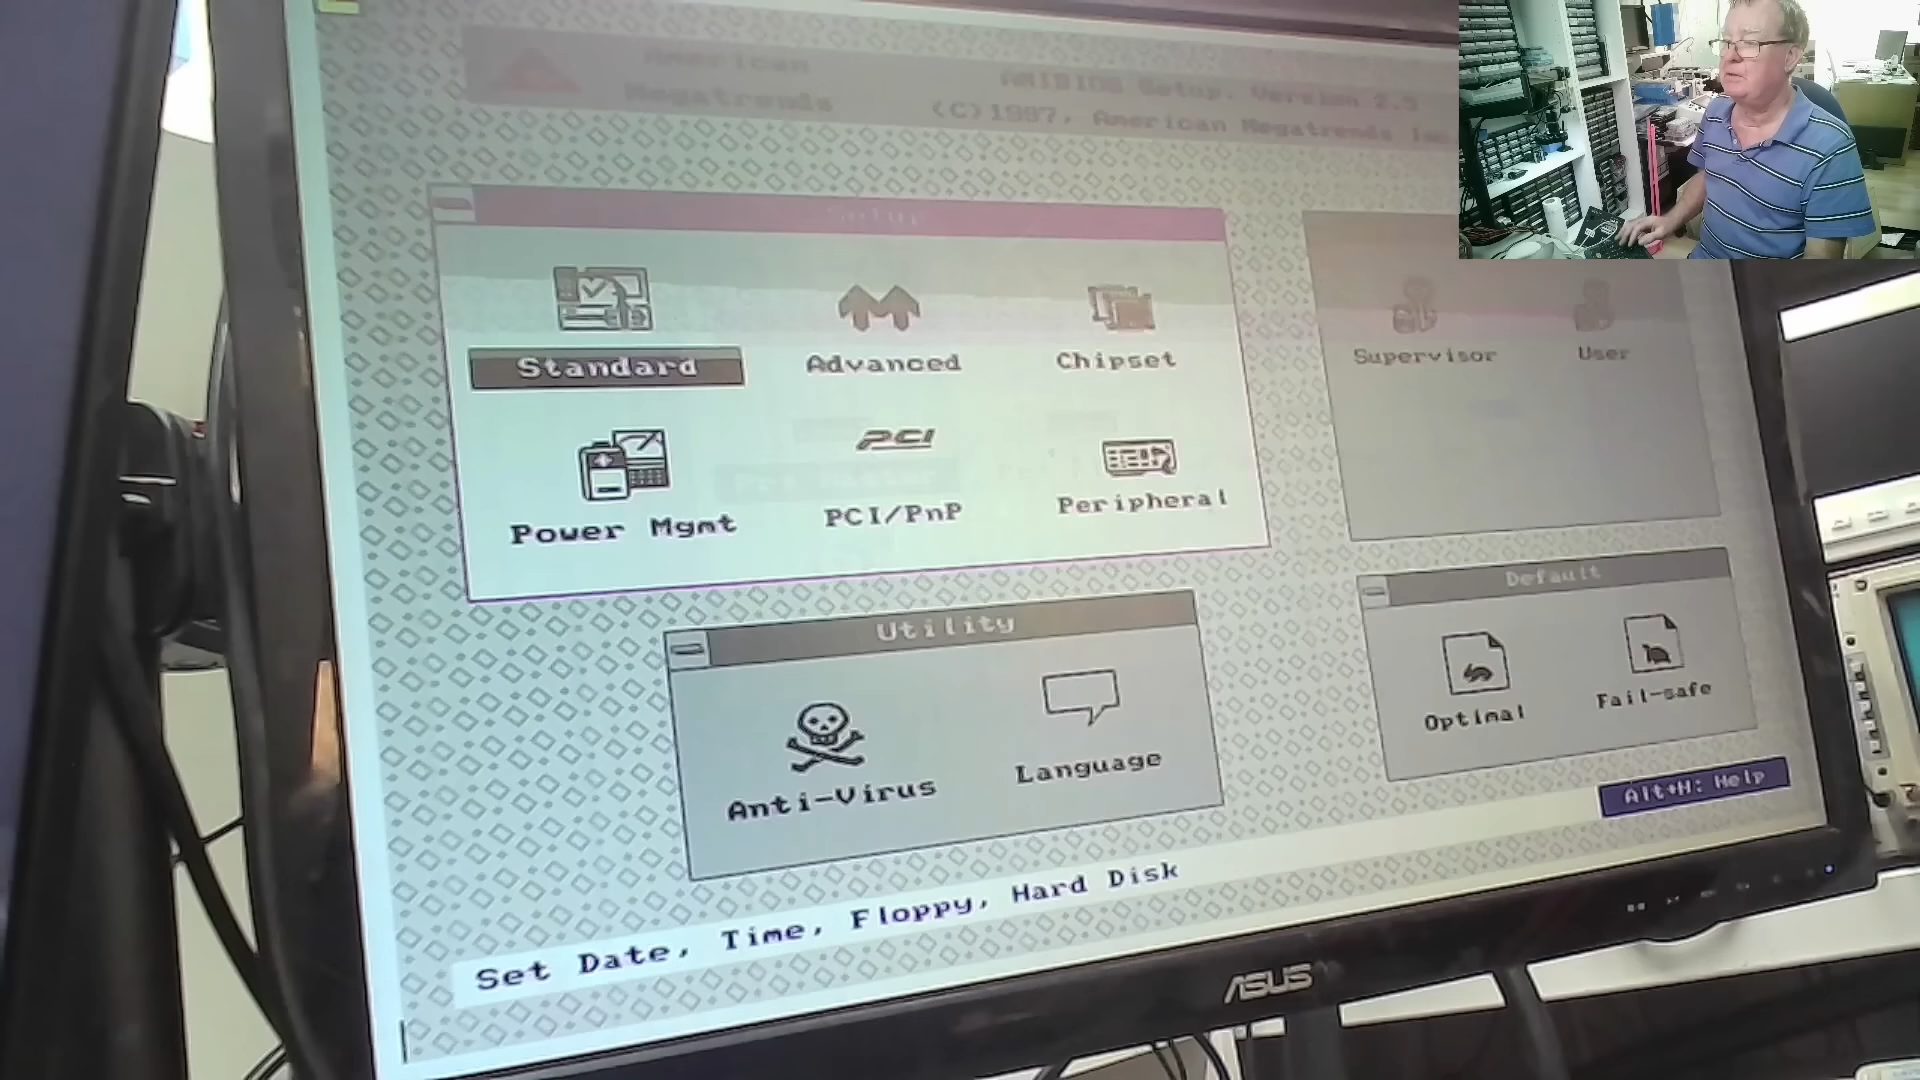 American
Megatrends
AMIBIOS Setup, Version 2.5
(C)1997, American Megatrends Inc
Setup
Standard
Advanced
Chipset
Power Mgmt
PCI
PCI/PnP
Peripheral
Supervisor
User
Utility
Anti-Virus
Language
Default
Optimal
Fail-safe
Alt+H: Help
Set Date, Time, Floppy, Hard Disk
ASUS